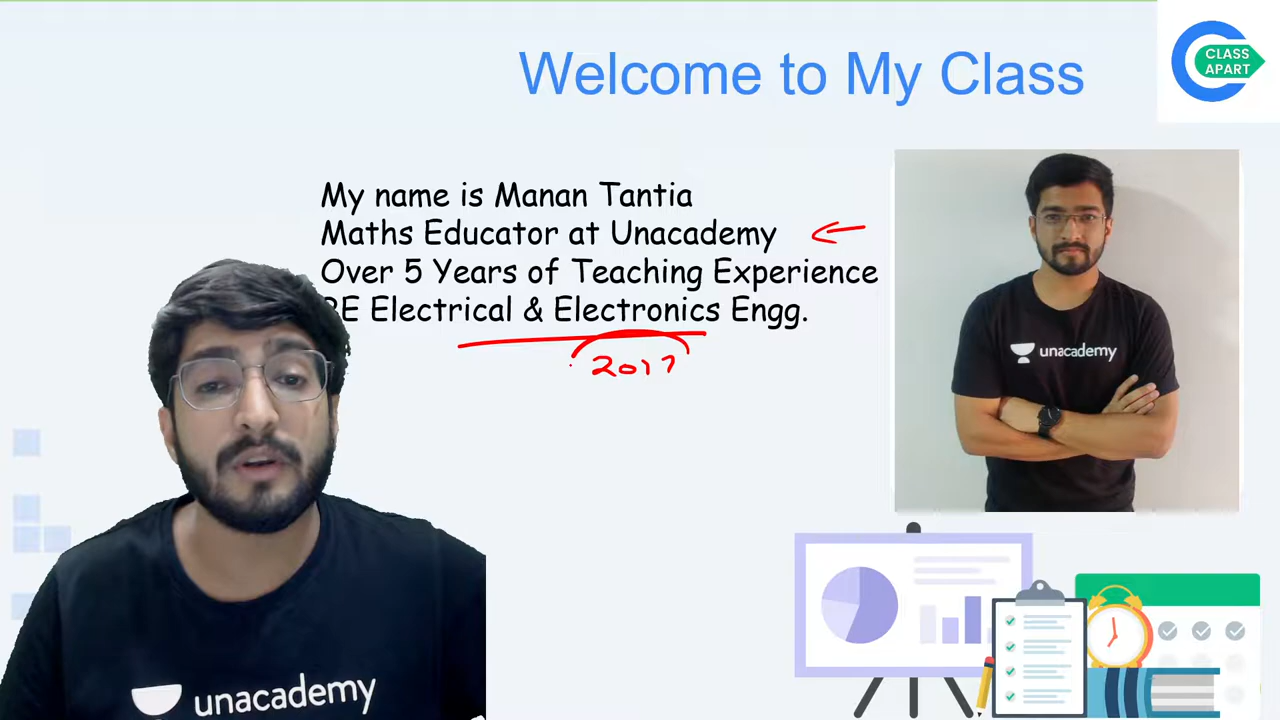 Welcome to My Class
CLASS
APART
My name is Manan Tantia
Maths Educator at Unacademy
Over 5 Years of Teaching Experience
BE Electrical & Electronics Engg.
2017
unacademy
unacademy